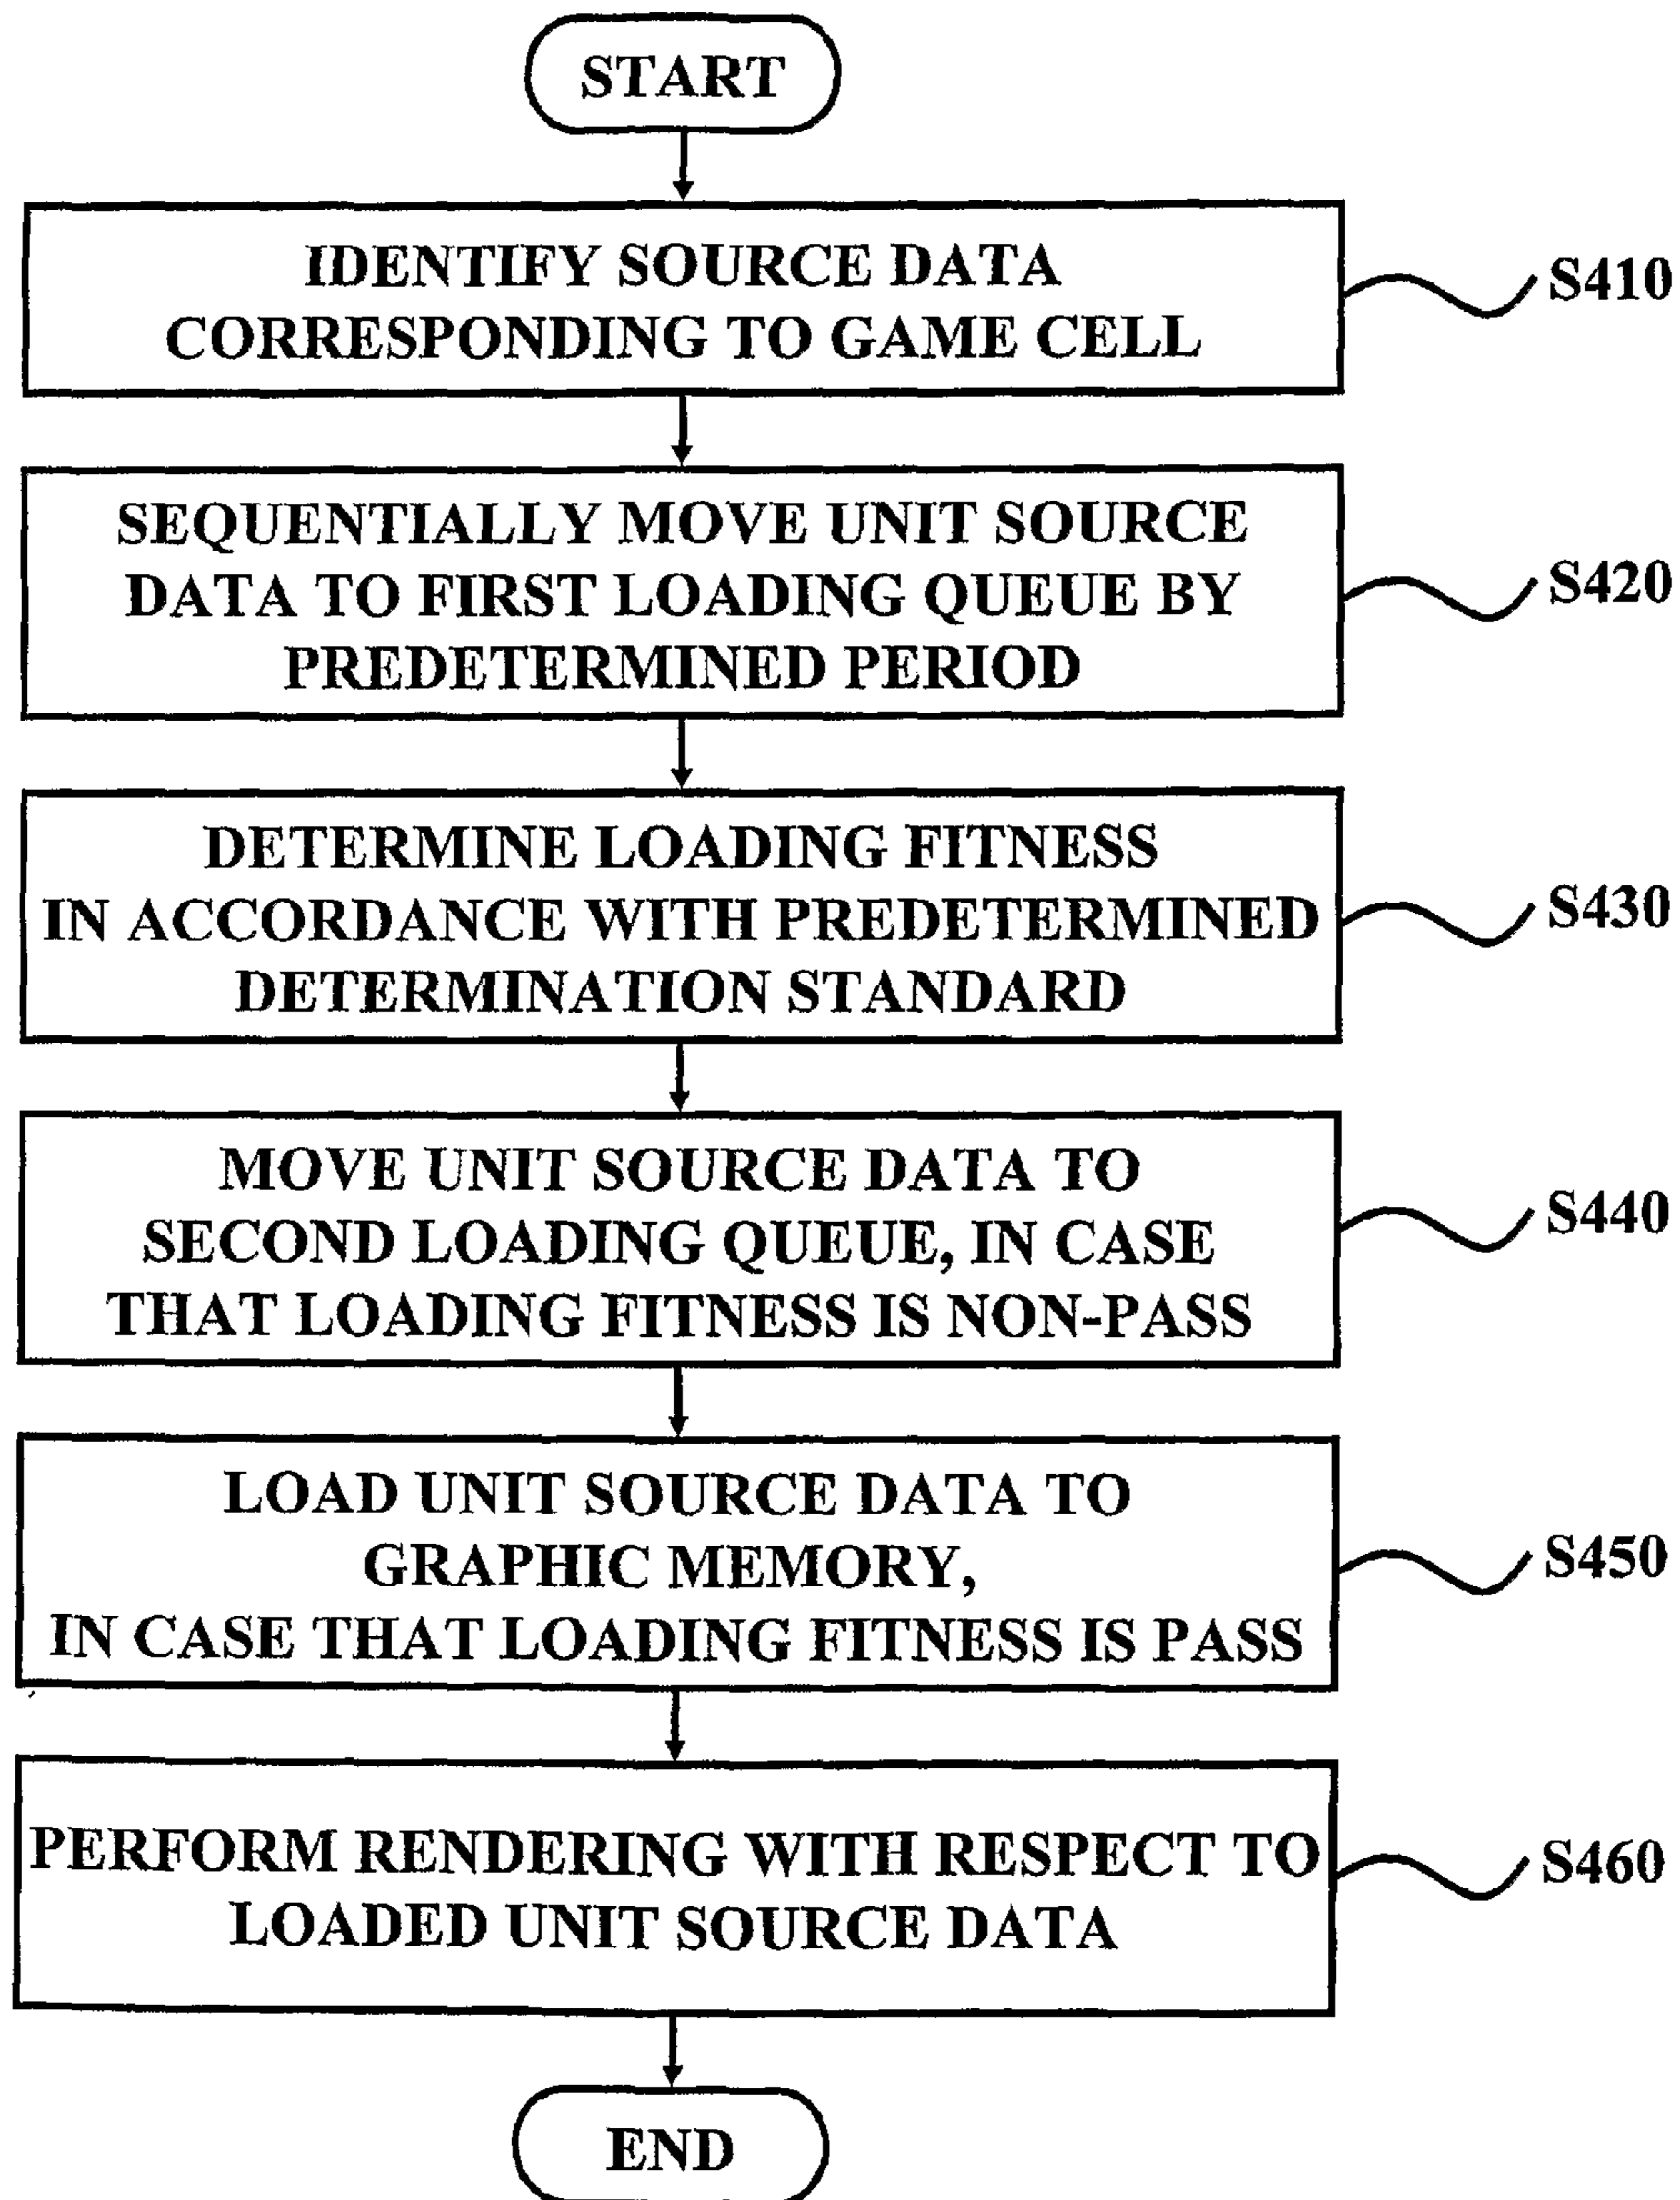 START
IDENTIFY SOURCE DATA
CORRESPONDING TO GAME CELL
S410
SEQUENTIALLY MOVE UNIT SOURCE
DATA TO FIRST LOADING QUEUE BY
PREDETERMINED PERIOD
S420
DETERMINE LOADING FITNESS
IN ACCORDANCE WITH PREDETERMINED
DETERMINATION STANDARD
S430
MOVE UNIT SOURCE DATA TO
SECOND LOADING QUEUE, IN CASE
THAT LOADING FITNESS IS NON-PASS
S440
LOAD UNIT SOURCE DATA TO
GRAPHIC MEMORY,
IN CASE THAT LOADING FITNESS IS PASS
S450
PERFORM RENDERING WITH RESPECT TO
LOADED UNIT SOURCE DATA
S460
END